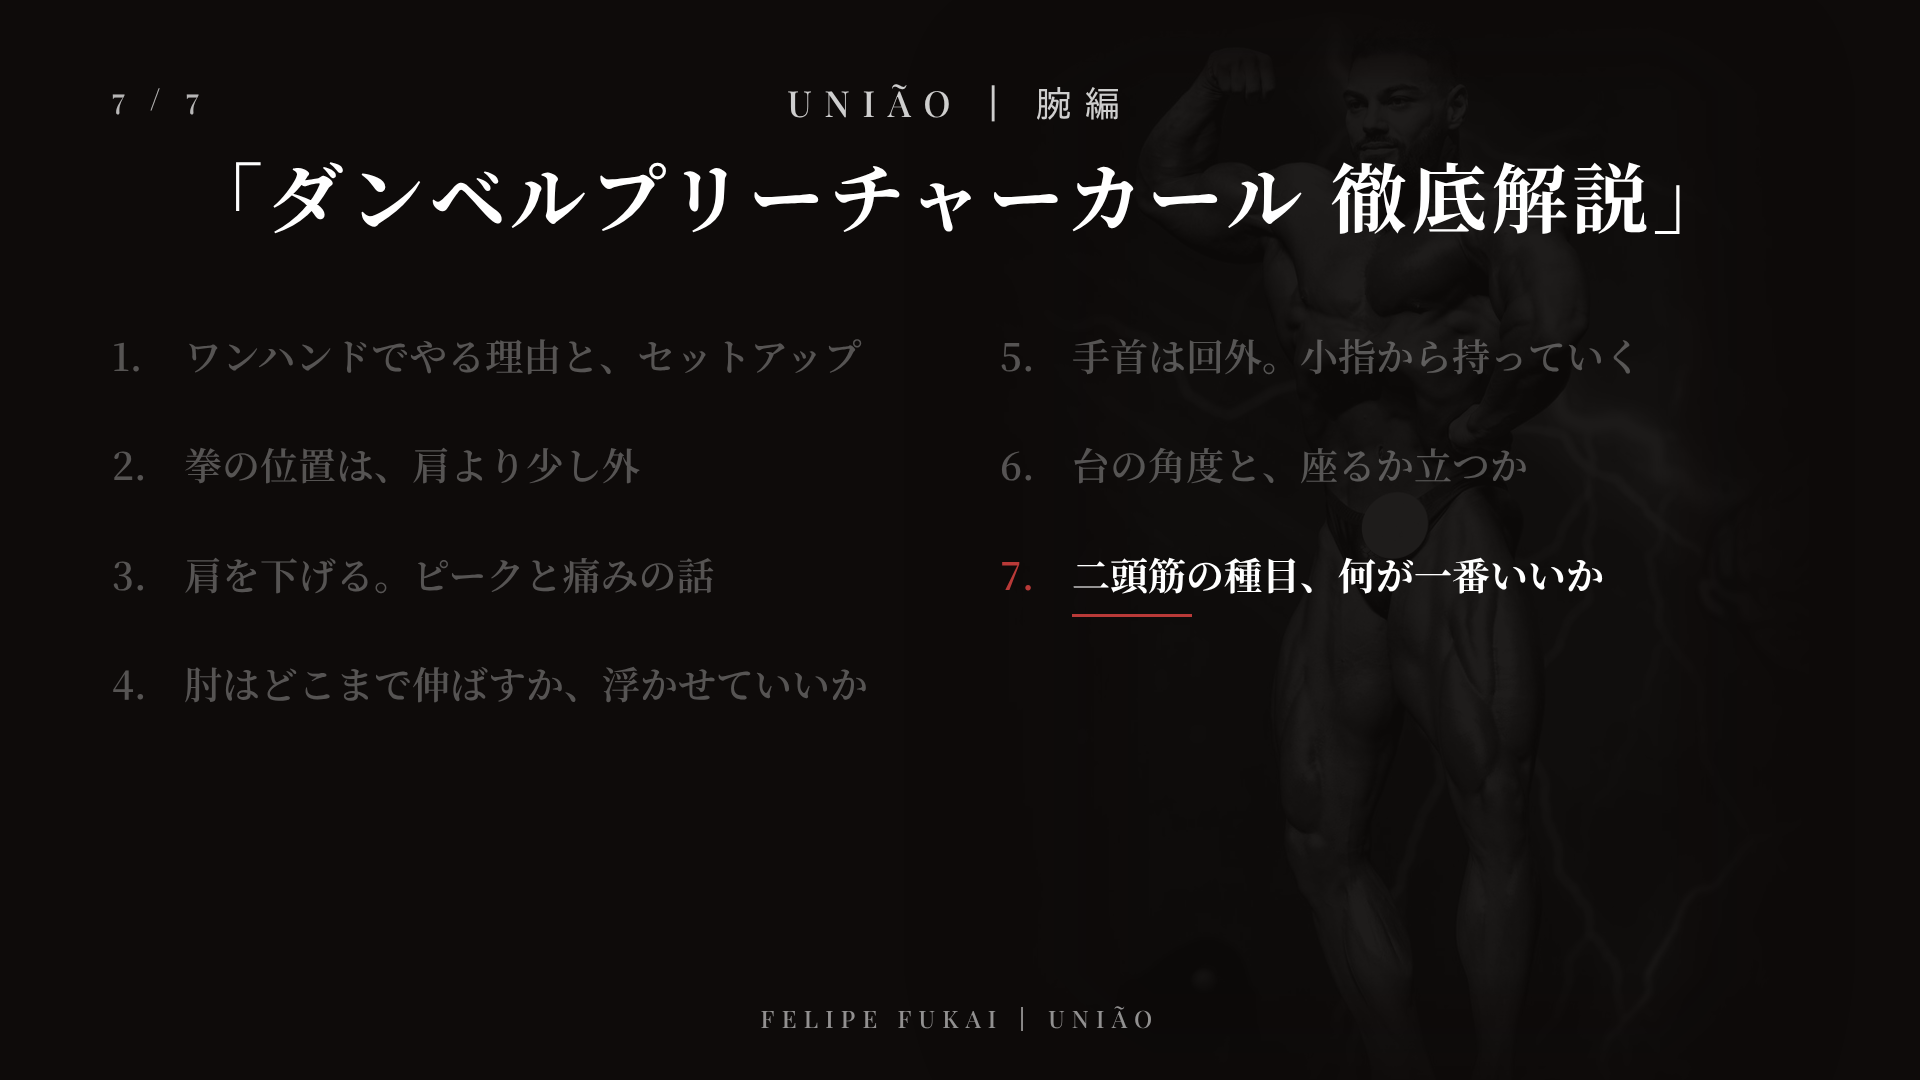 7 / 7
UNIÃO | 腕編
「ダンベルプリーチャーカール 徹底解説」
1. ワンハンドでやる理由と、セットアップ
2. 拳の位置は、肩より少し外
3. 肩を下げる。ピークと痛みの話
4. 肘はどこまで伸ばすか、浮かせていいか
5. 手首は回外。小指から持っていく
6. 台の角度と、座るか立つか
7. 二頭筋の種目、何が一番いいか
FELIPE FUKAI | UNIÃO